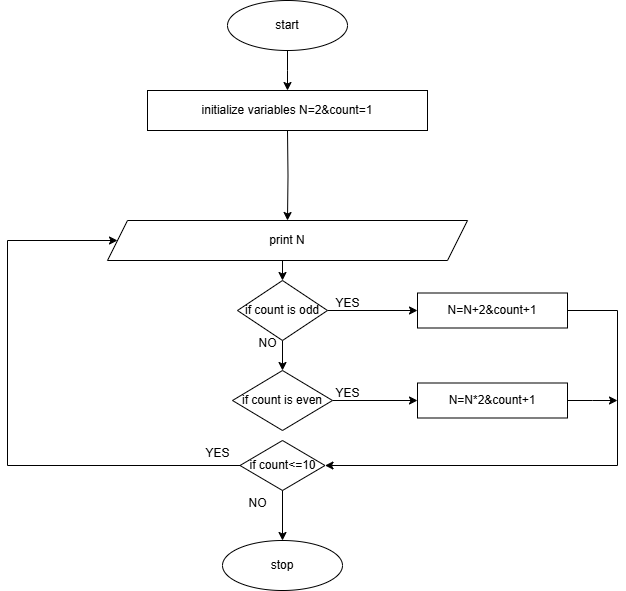 start
initialize variables N=2&count=1
print N
if count is odd
YES
N=N+2&count+1
NO
if count is even
YES
N=N*2&count+1
YES
if count<=10
NO
stop